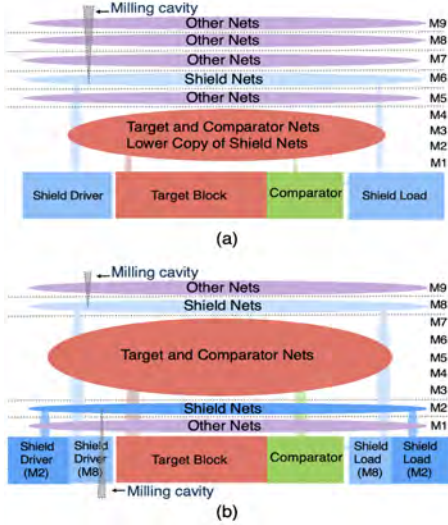 Milling cavity
Other Nets M9
Other Nets M8
Other Nets M7
Shield Nets M6
Other Nets M5
M4
Target and Comparator Nets M3
Lower Copy of Shield Nets M2
M1
Shield Driver Target Block Comparator Shield Load
(a)
Milling cavity
Other Nets M9
Shield Nets M8
M7
M6
Target and Comparator Nets M5
M4
M3
Shield Nets M2
Other Nets M1
Shield Driver (M2)
Shield Driver (M8)
Target Block
Comparator
Shield Load (M8)
Shield Load (M2)
Milling cavity
(b)